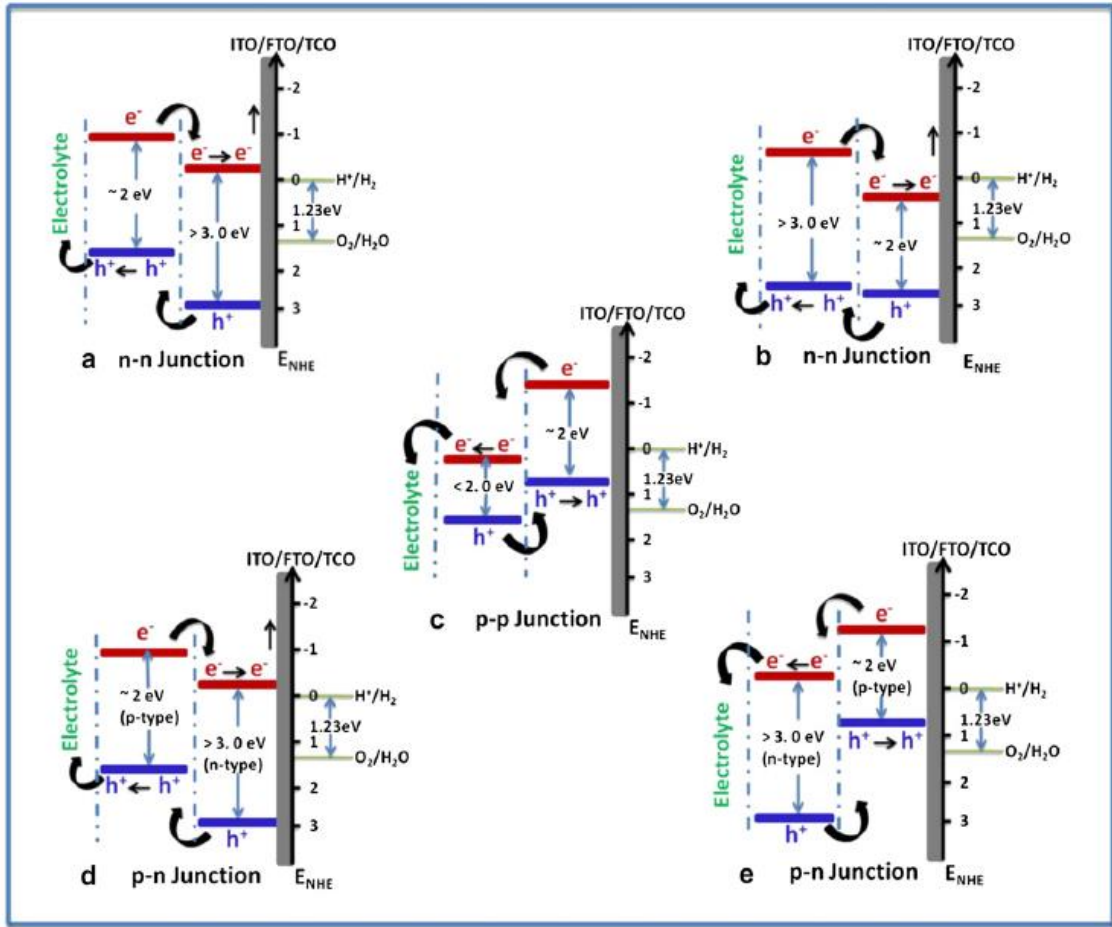 ITO/FTO/TCO
-2
-1
0
1
2
3
e⁻
e⁻ → e⁻
Electrolyte
~ 2 eV
> 3. 0 eV
H⁺/H₂
1.23eV
O₂/H₂O
h⁺ ← h⁺
h⁺
a
n-n Junction
E_NHE
ITO/FTO/TCO
-2
-1
0
1
2
3
e⁻
e⁻ → e⁻
Electrolyte
> 3. 0 eV
~ 2 eV
H⁺/H₂
1.23eV
O₂/H₂O
h⁺ ← h⁺
h⁺
b
n-n Junction
E_NHE
ITO/FTO/TCO
-2
-1
0
1
2
3
e⁻
e⁻ ← e⁻
Electrolyte
~ 2 eV
< 2. 0 eV
H⁺/H₂
1.23eV
O₂/H₂O
h⁺ → h⁺
h⁺
c
p-p Junction
E_NHE
ITO/FTO/TCO
-2
-1
0
1
2
3
e⁻
e⁻ → e⁻
Electrolyte
~ 2 eV
(p-type)
> 3. 0 eV
(n-type)
H⁺/H₂
1.23eV
O₂/H₂O
h⁺ ← h⁺
h⁺
d
p-n Junction
E_NHE
ITO/FTO/TCO
-2
-1
0
1
2
3
e⁻
e⁻ ← e⁻
Electrolyte
~ 2 eV
(p-type)
> 3. 0 eV
(n-type)
H⁺/H₂
1.23eV
O₂/H₂O
h⁺ → h⁺
h⁺
e
p-n Junction
E_NHE